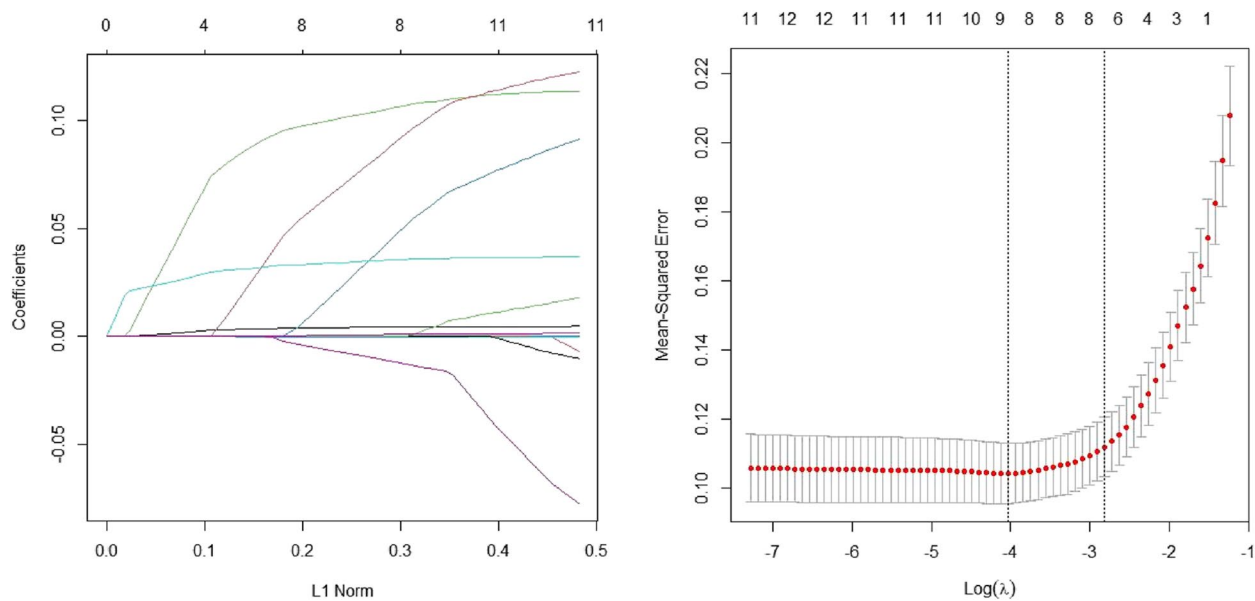 0 4 6 8 11 11
Coefficients
0.10
0.05
0.00
-0.05
0.0 0.1 0.2 0.3 0.4 0.5
L1 Norm
11 12 12 11 11 11 10 9 8 8 8 6 4 3 1
Mean-Squared Error
0.22
0.20
0.18
0.16
0.14
0.12
0.10
-7 -6 -5 -4 -3 -2 -1
Log(λ)